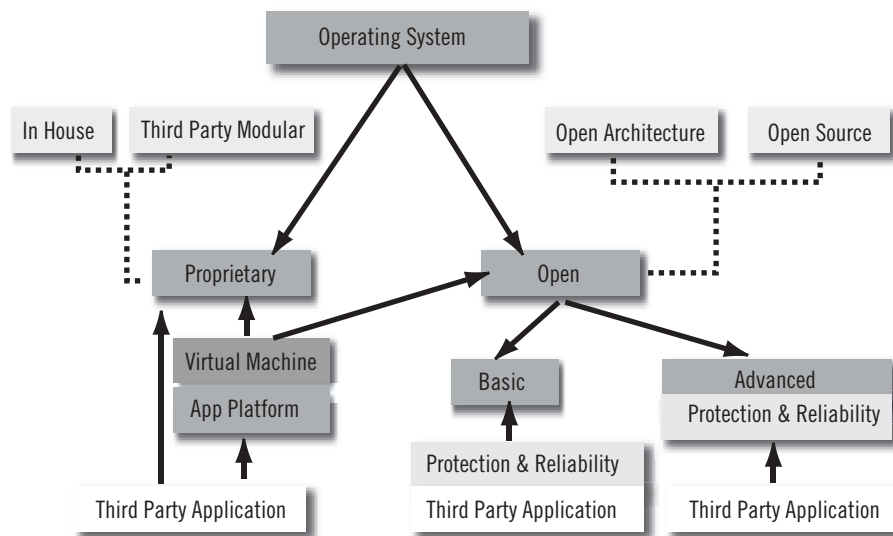 Operating System
In House
Third Party Modular
Open Architecture
Open Source
Proprietary
Open
Virtual Machine
App Platform
Basic
Advanced
Protection & Reliability
Protection & Reliability
Third Party Application
Third Party Application
Third Party Application